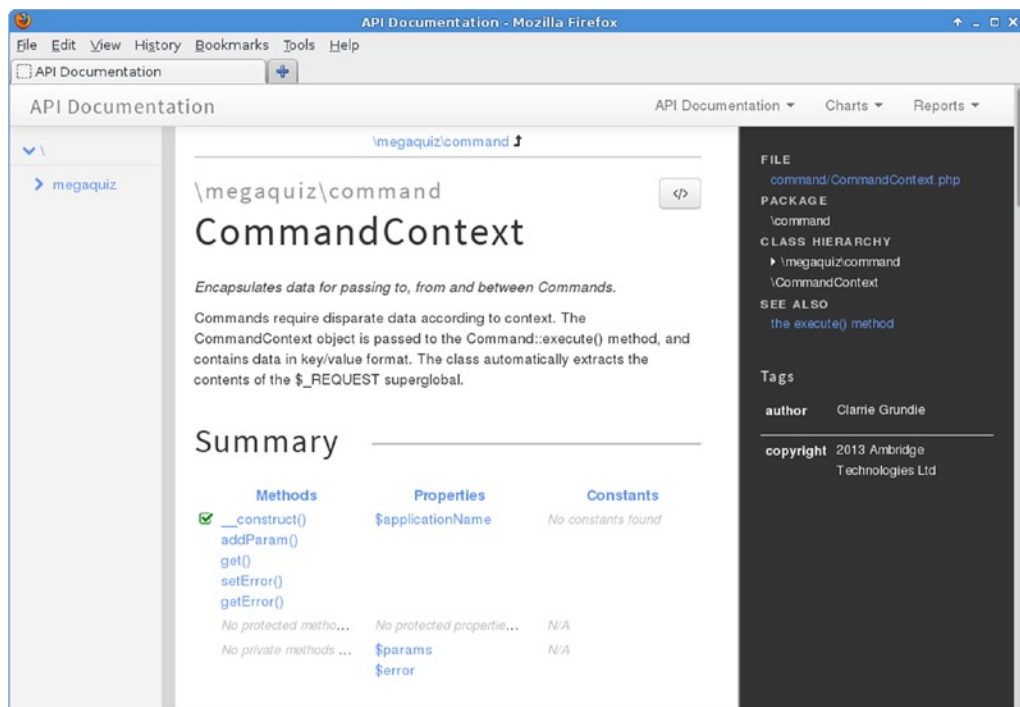 API Documentation - Mozilla Firefox
File Edit View History Bookmarks Tools Help
API Documentation
API Documentation
API Documentation Charts Reports
\
megaquiz
\megaquiz\command
\megaquiz\command
</>
CommandContext
Encapsulates data for passing to, from and between Commands.
Commands require disparate data according to context. The
CommandContext object is passed to the Command::execute() method, and
contains data in key/value format. The class automatically extracts the
contents of the $_REQUEST superglobal.
Summary
Methods Properties Constants
__construct() $applicationName No constants found
addParam()
get()
setError()
getError()
No protected metho... No protected propertie... N/A
No private methods ... $params N/A
$error
FILE
command/CommandContext.php
PACKAGE
\command
CLASS HIERARCHY
\megaquiz\command
\CommandContext
SEE ALSO
the execute() method
Tags
author Clarrie Grundie
copyright 2013 Ambridge
Technologies Ltd